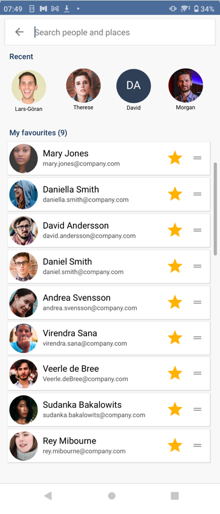 07:49
34%
Search people and places
Recent
DA
Lars-Göran
Therese
David
Morgan
My favourites (9)
Mary Jones
mary.jones@company.com
Daniella Smith
daniella.smith@company.com
David Andersson
david.andersson@company.com
Daniel Smith
daniel.smith@company.com
Andrea Svensson
andrea.svensson@company.com
Virendra Sana
virendra.sana@company.com
Veerle de Bree
Veerle.deBree@company.com
Sudanka Bakalowits
sudanka.bakalowits@company.com
Rey Mibourne
rey.mibourne@company.com